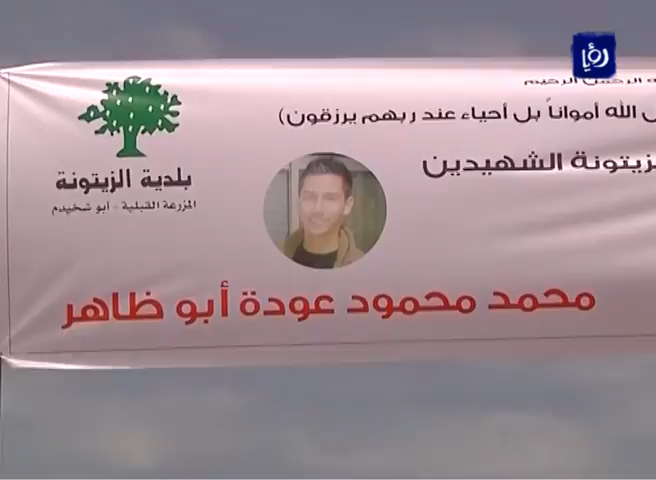 رؤيا
الرحمن الرحيم
الله أمواتاً بل أحياء عند ربهم يرزقون)
الشهيدين
بلدية الزيتونة
المزرعة القبلية - أبو شخيدم
محمد محمود عودة أبو ظاهر